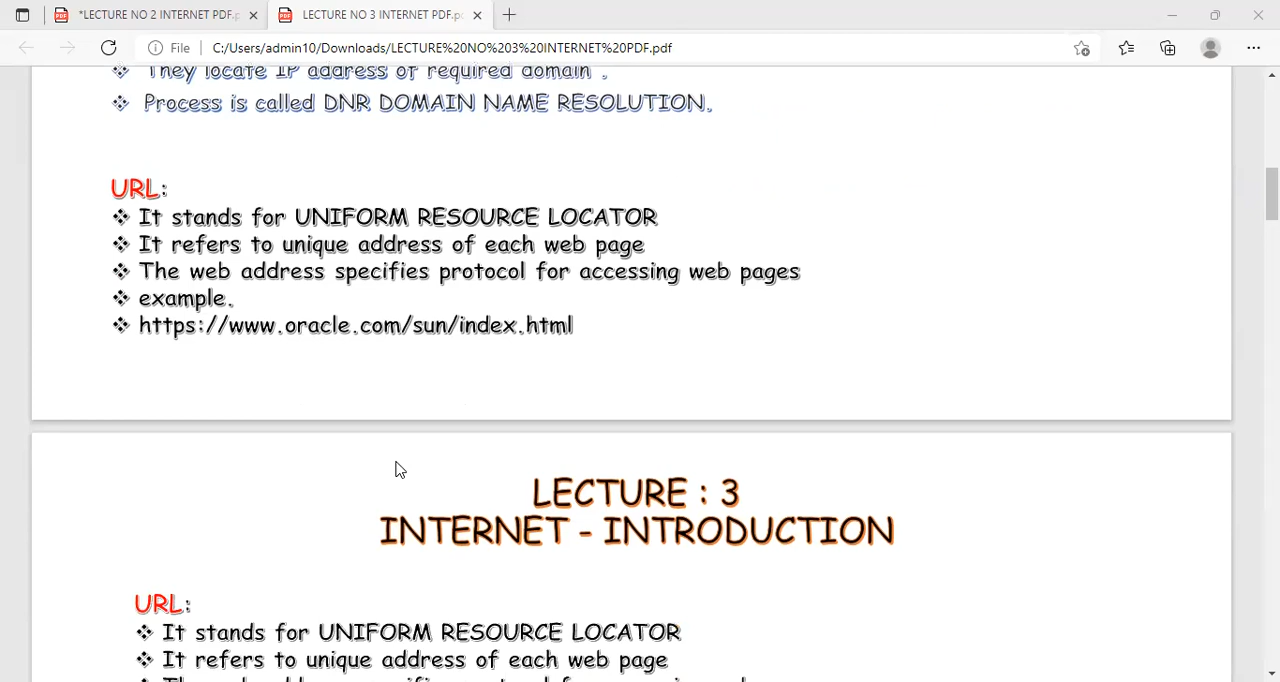 *LECTURE NO 2 INTERNET PDF.p
LECTURE NO 3 INTERNET PDF.pd
File
C:/Users/admin10/Downloads/LECTURE%20NO%203%20INTERNET%20PDF.pdf
They locate IP address of required domain .
Process is called DNR DOMAIN NAME RESOLUTION.
URL:
It stands for UNIFORM RESOURCE LOCATOR
It refers to unique address of each web page
The web address specifies protocol for accessing web pages
example.
https://www.oracle.com/sun/index.html
LECTURE : 3
INTERNET - INTRODUCTION
URL:
It stands for UNIFORM RESOURCE LOCATOR
It refers to unique address of each web page